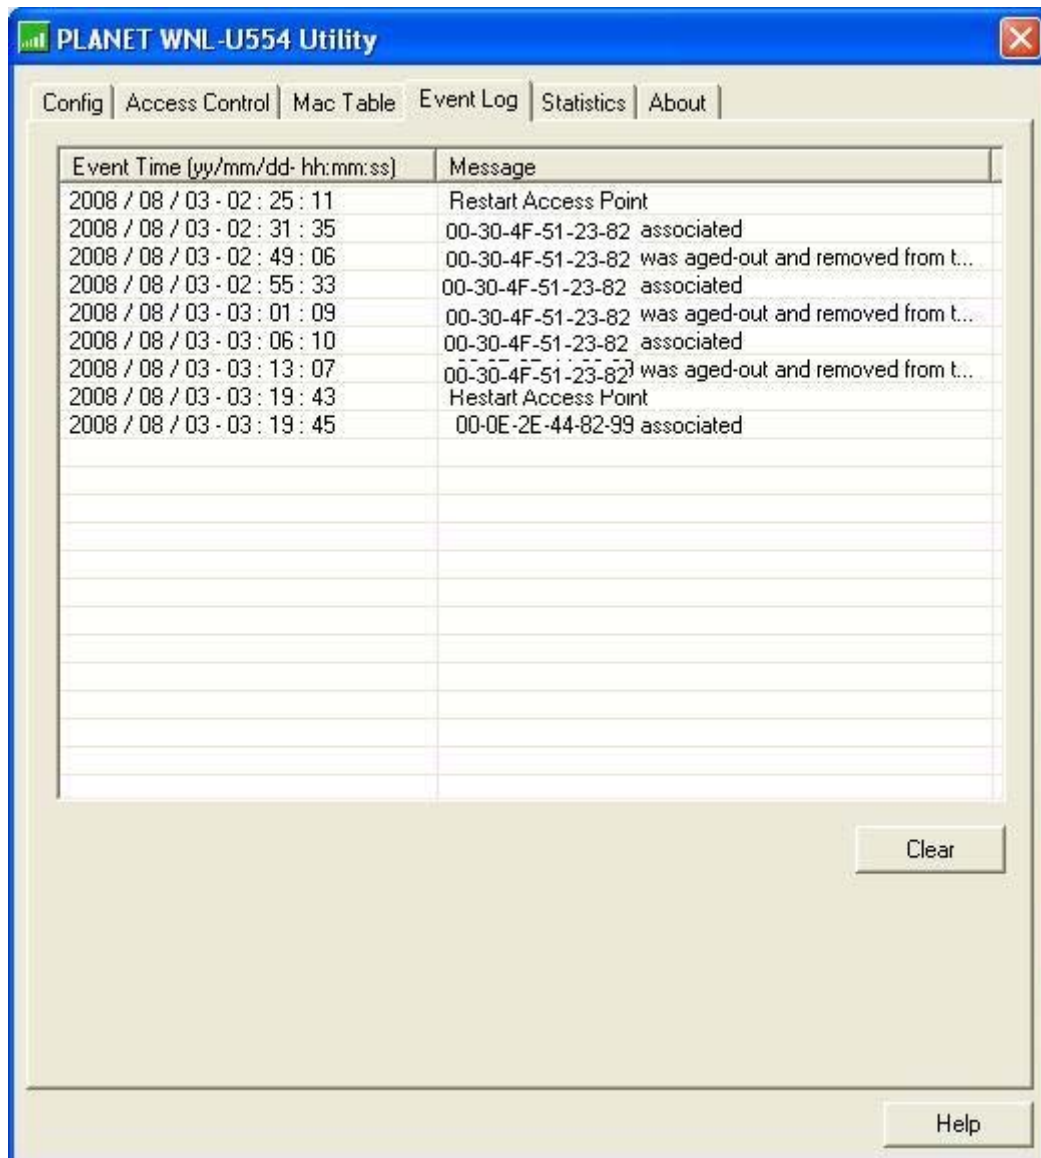 PLANET WNL-U554 Utility
Config Access Control Mac Table Event Log Statistics About
Event Time (yy/mm/dd- hh:mm:ss) Message
2008 / 08 / 03 - 02 : 25 : 11 Restart Access Point
2008 / 08 / 03 - 02 : 31 : 35 00-30-4F-51-23-82 associated
2008 / 08 / 03 - 02 : 49 : 06 00-30-4F-51-23-82 was aged-out and removed from t...
2008 / 08 / 03 - 02 : 55 : 33 00-30-4F-51-23-82 associated
2008 / 08 / 03 - 03 : 01 : 09 00-30-4F-51-23-82 was aged-out and removed from t...
2008 / 08 / 03 - 03 : 06 : 10 00-30-4F-51-23-82 associated
2008 / 08 / 03 - 03 : 13 : 07 00-30-4F-51-23-82 was aged-out and removed from t...
2008 / 08 / 03 - 03 : 19 : 43 Restart Access Point
2008 / 08 / 03 - 03 : 19 : 45 00-0E-2E-44-82-99 associated
Clear
Help